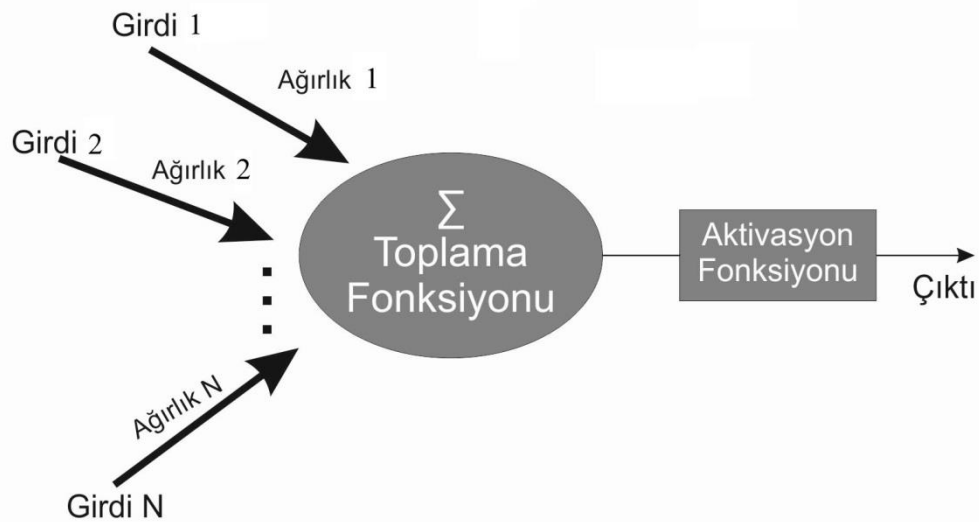 Girdi 1
Ağırlık 1
Girdi 2
Ağırlık 2
Σ
Toplama
Fonksiyonu
Aktivasyon
Fonksiyonu
Çıktı
Ağırlık N
Girdi N